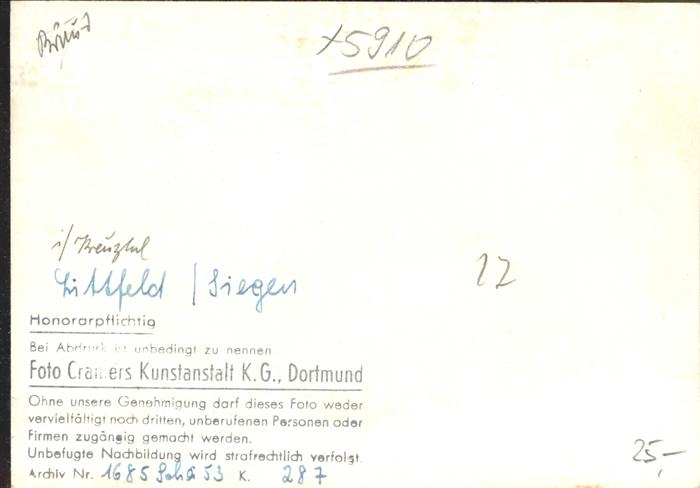 x5910
i/ Kreuztal
Littfeld / Siegen
12
Honorarpflichtig
Bei Abdruck ist unbedingt zu nennen
Foto Cramers Kunstanstalt K.G., Dortmund
Ohne unsere Genehmigung darf dieses Foto weder
vervielfältigt noch dritten, unberufenen Personen oder
Firmen zugängig gemacht werden.
Unbefugte Nachbildung wird strafrechtlich verfolgt.
Archiv Nr. 1685 Schö 53 K. 287
25,-